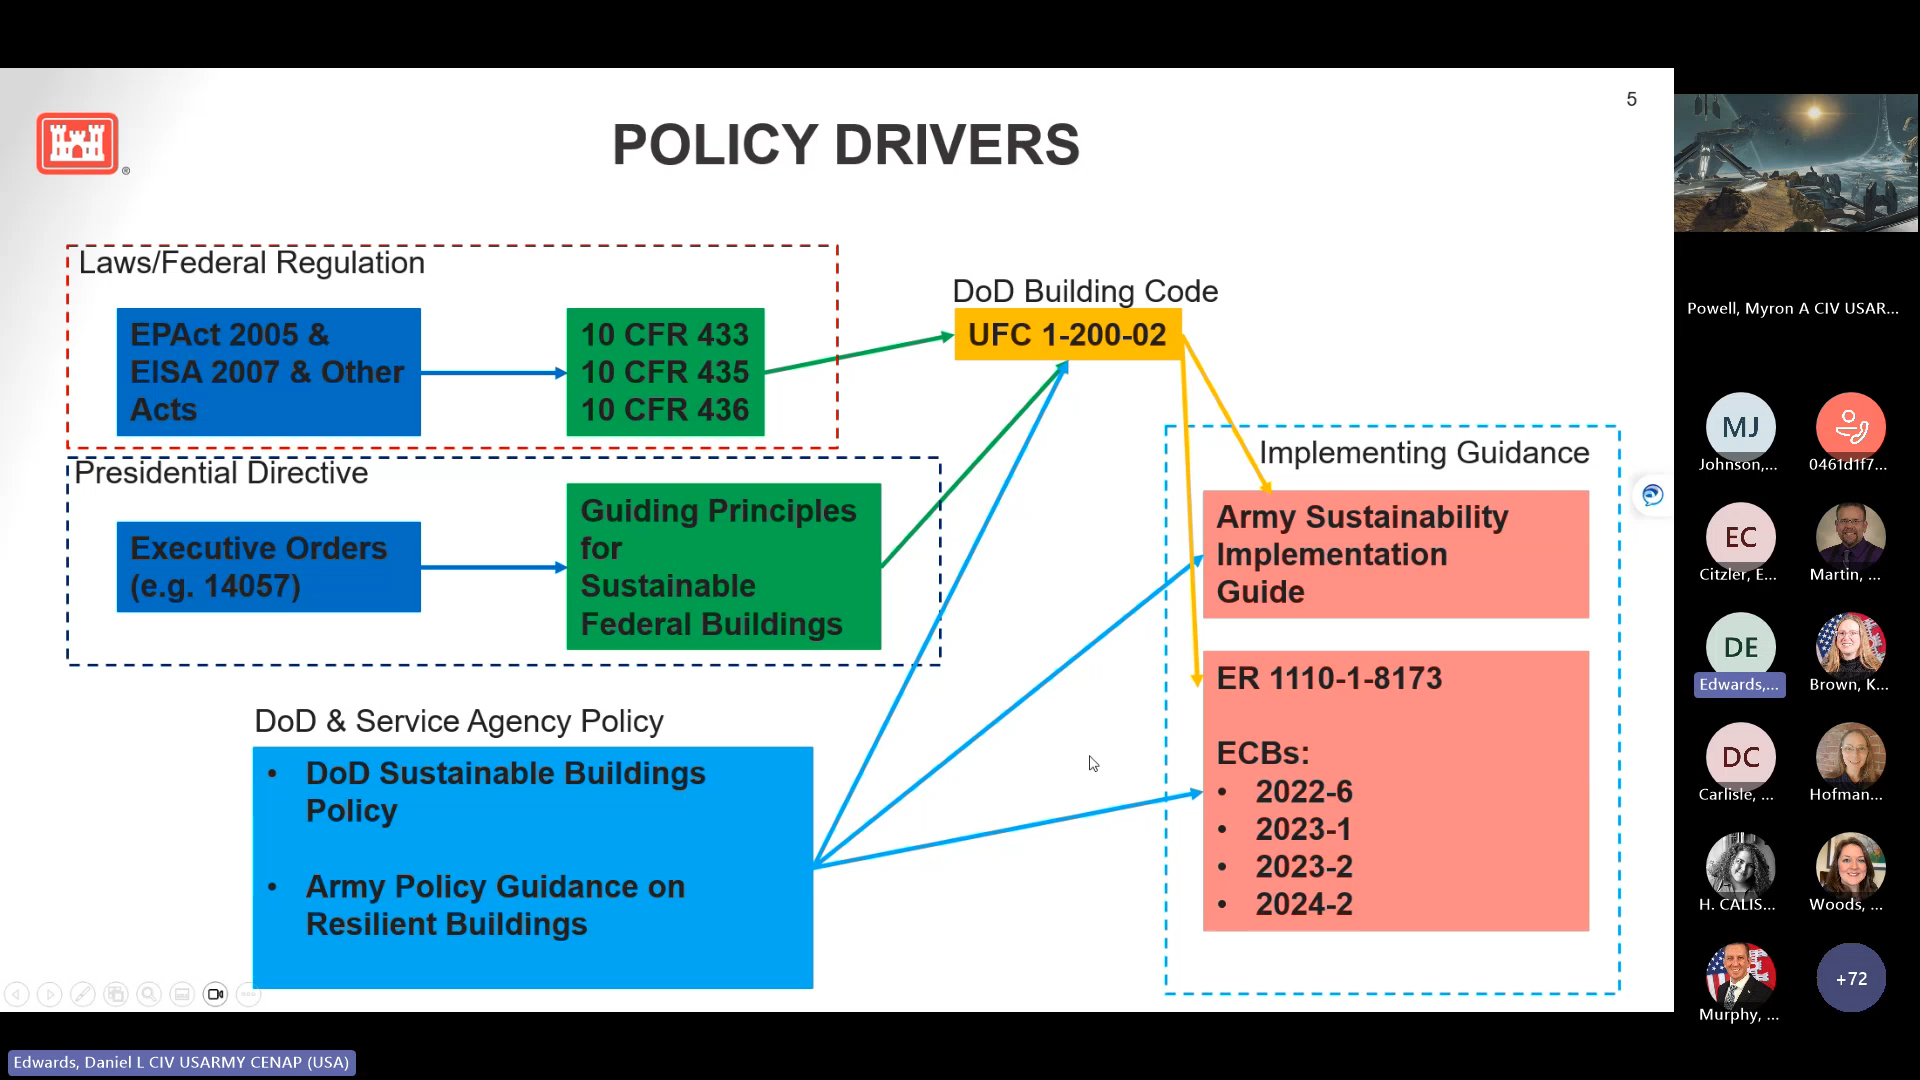 5
POLICY DRIVERS
®
Laws/Federal Regulation
EPAct 2005 &
EISA 2007 & Other
Acts
10 CFR 433
10 CFR 435
10 CFR 436
DoD Building Code
UFC 1-200-02
Presidential Directive
Executive Orders
(e.g. 14057)
Guiding Principles
for
Sustainable
Federal Buildings
Implementing Guidance
Army Sustainability
Implementation
Guide
ER 1110-1-8173
ECBs:
• 2022-6
• 2023-1
• 2023-2
• 2024-2
DoD & Service Agency Policy
• DoD Sustainable Buildings
Policy
• Army Policy Guidance on
Resilient Buildings
Powell, Myron A CIV USAR...
MJ
Johnson,...
0461d1f7...
EC
Citzler, E...
Martin, ...
DE
Edwards,...
Brown, K...
DC
Carlisle, ...
Hofman...
H. CALIS...
Woods, ...
Murphy, ...
+72
Edwards, Daniel L CIV USARMY CENAP (USA)